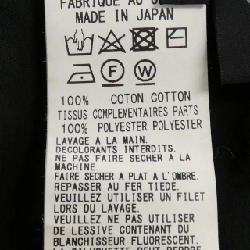 FABRIQUE AU
MADE IN JAPAN
F W
100% COTON COTTON
TISSUS COMPLEMENTAIRES PARTS
100% POLYESTER POLYESTER
LAVAGE A LA MAIN.
DECOLORANTS INTERDITS.
NE PAS FAIRE SECHER A LA
MACHINE
FAIRE SECHER A PLAT A L'OMBRE.
REPASSER AU FER TIEDE.
VEUILLEZ UTILISER UN FILET
LORS DU LAVAGE.
VEUILLEZ NE PAS UTILISER
DE LESSIVE CONTENANT DU
BLANCHISSEUR FLUORESCENT.